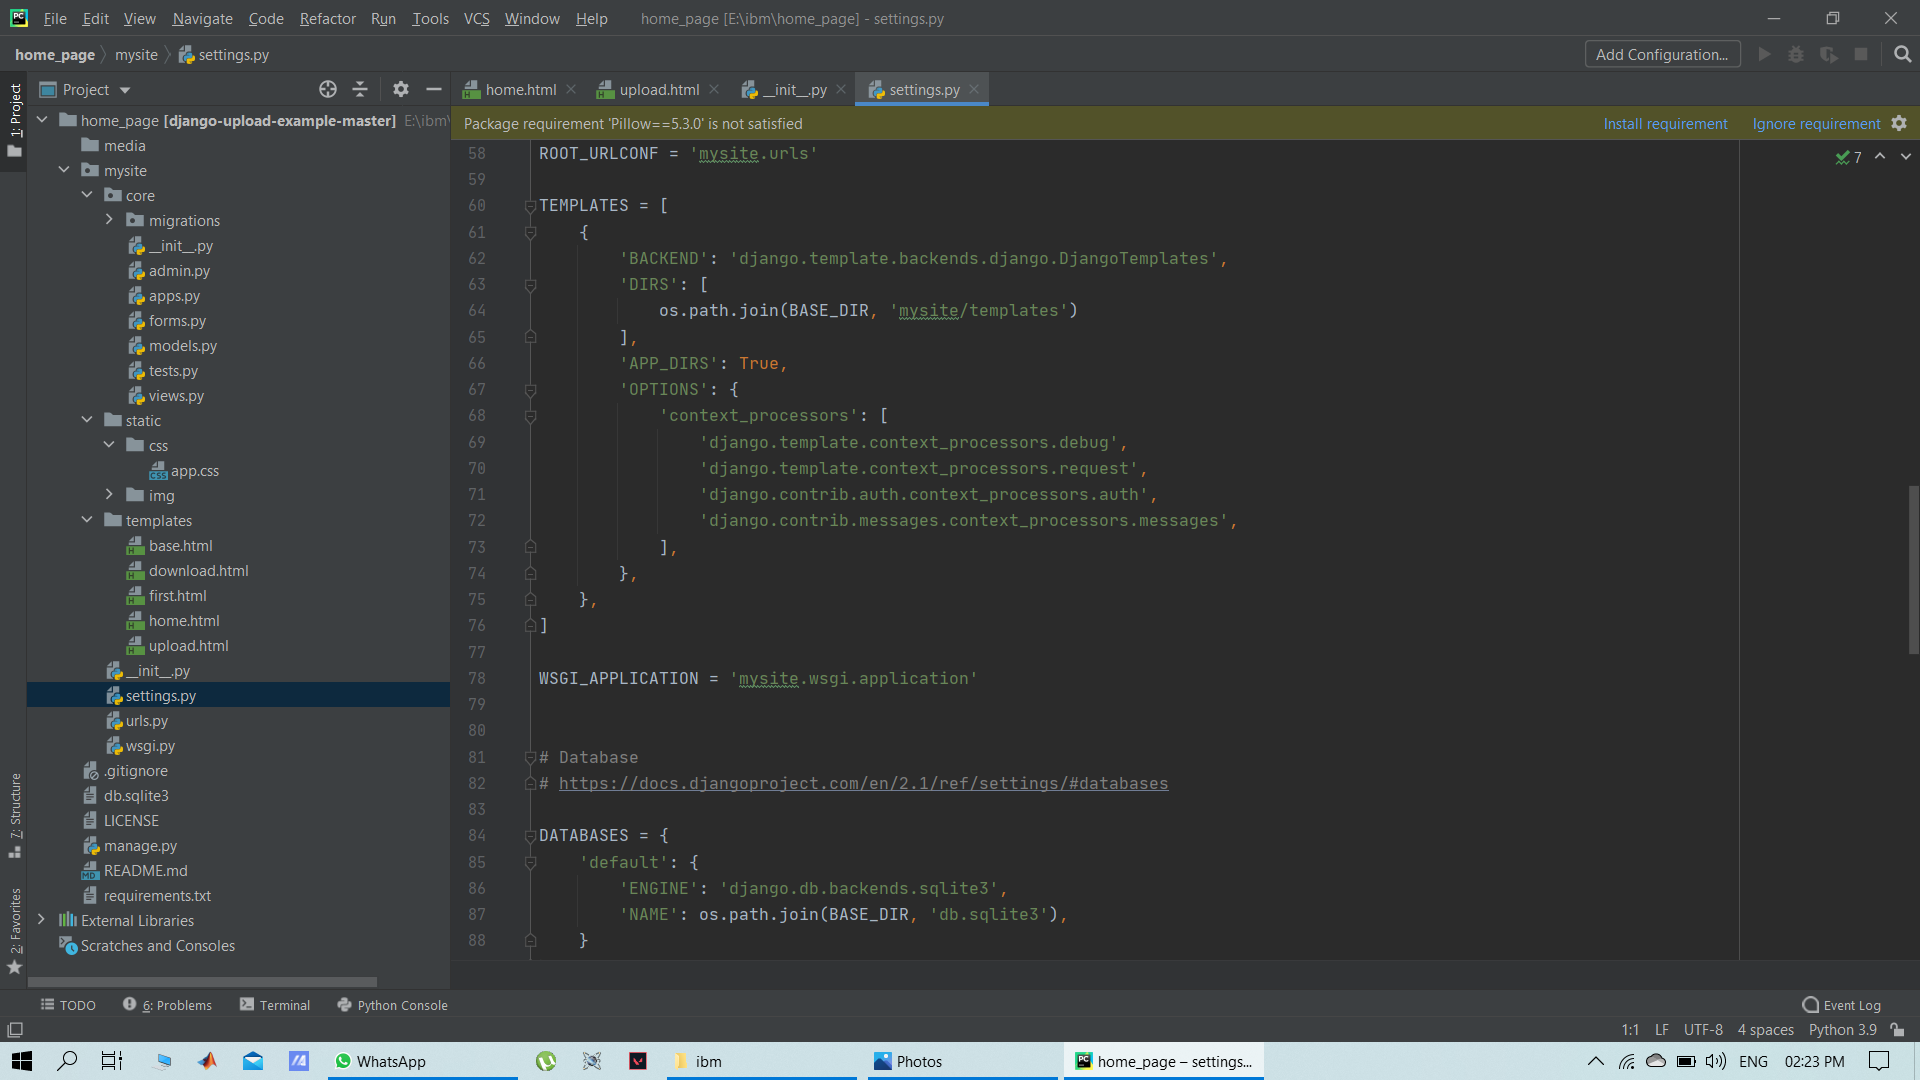 File Edit View Navigate Code Refactor Run Tools VCS Window Help home_page [E:\ibm\home_page] - settings.py
home_page mysite settings.py Add Configuration...
1: Project
Project
home.html upload.html __init__.py settings.py
home_page [django-upload-example-master] E:\ibm\
media
mysite
core
migrations
__init__.py
admin.py
apps.py
forms.py
models.py
tests.py
views.py
static
css
app.css
img
templates
base.html
download.html
first.html
home.html
upload.html
__init__.py
settings.py
urls.py
wsgi.py
.gitignore
db.sqlite3
LICENSE
manage.py
README.md
requirements.txt
External Libraries
Scratches and Consoles
7: Structure
2: Favorites
Package requirement 'Pillow==5.3.0' is not satisfied Install requirement Ignore requirement
7
58 ROOT_URLCONF = 'mysite.urls'
59
60 TEMPLATES = [
61 {
62 'BACKEND': 'django.template.backends.django.DjangoTemplates',
63 'DIRS': [
64 os.path.join(BASE_DIR, 'mysite/templates')
65 ],
66 'APP_DIRS': True,
67 'OPTIONS': {
68 'context_processors': [
69 'django.template.context_processors.debug',
70 'django.template.context_processors.request',
71 'django.contrib.auth.context_processors.auth',
72 'django.contrib.messages.context_processors.messages',
73 ],
74 },
75 },
76 ]
77
78 WSGI_APPLICATION = 'mysite.wsgi.application'
79
80
81 # Database
82 # https://docs.djangoproject.com/en/2.1/ref/settings/#databases
83
84 DATABASES = {
85 'default': {
86 'ENGINE': 'django.db.backends.sqlite3',
87 'NAME': os.path.join(BASE_DIR, 'db.sqlite3'),
88 }
TODO 6: Problems Terminal Python Console Event Log
1:1 LF UTF-8 4 spaces Python 3.9
WhatsApp ibm Photos home_page – settings... ENG 02:23 PM